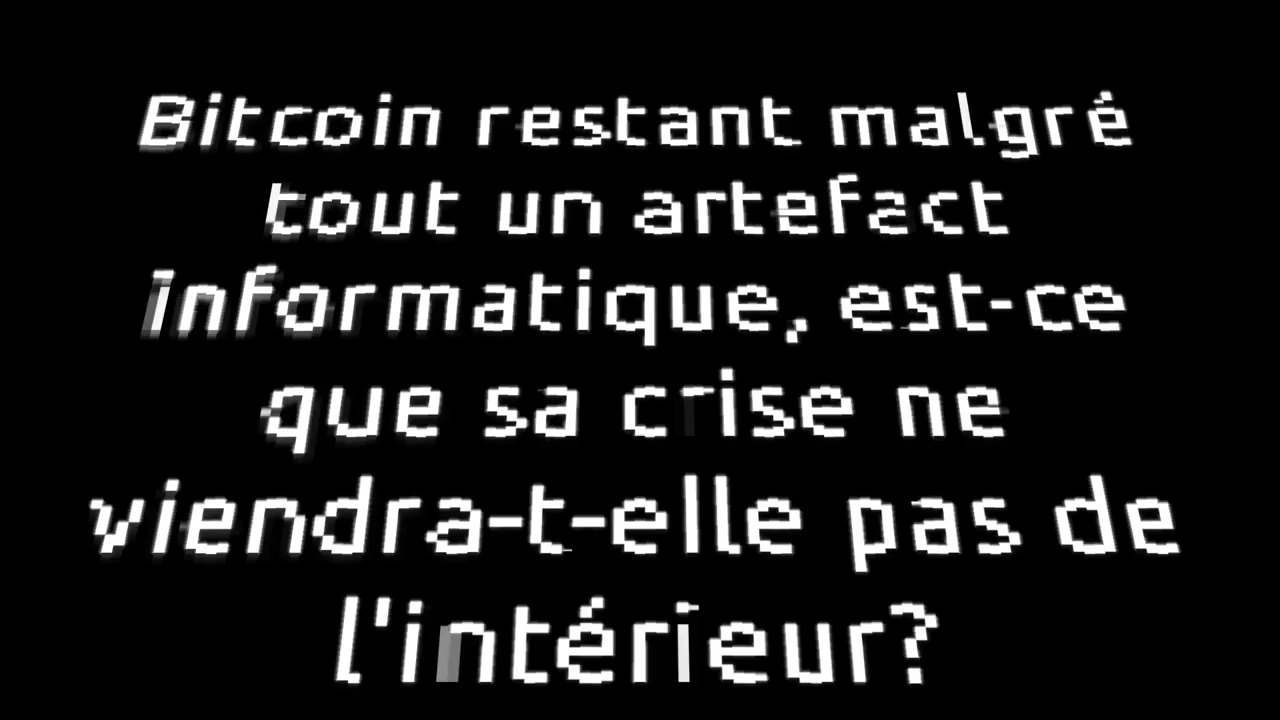 Bitcoin restant malgré
tout un artefact
informatique, est-ce
que sa crise ne
viendra-t-elle pas de
l'intérieur?